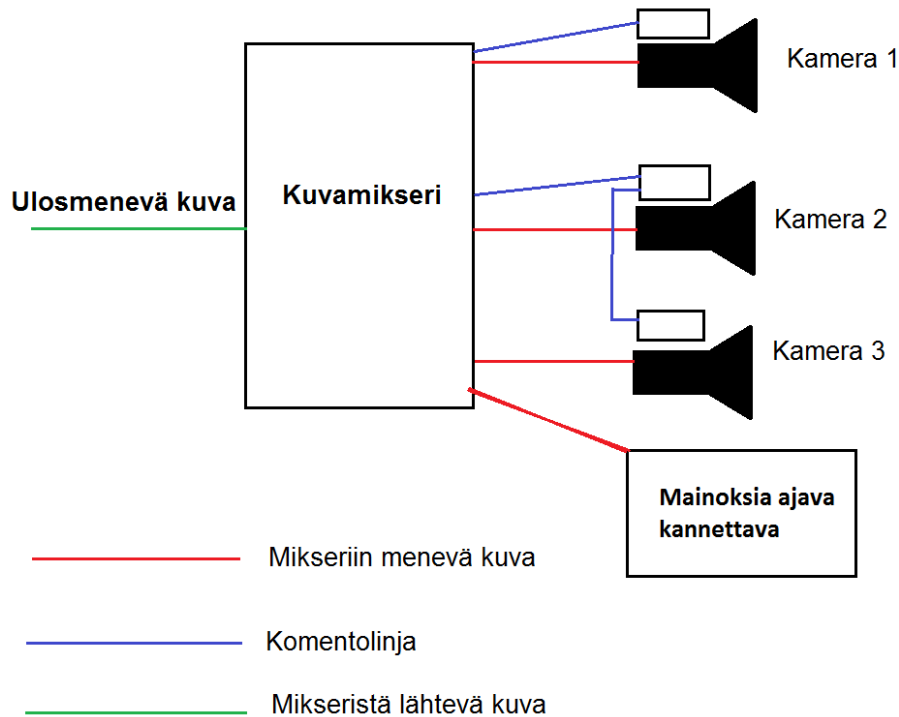 Kamera 1
Ulosmenevä kuva
Kuvamikseri
Kamera 2
Kamera 3
Mainoksia ajava
kannettava
Mikseriin menevä kuva
Komentolinja
Mikseristä lähtevä kuva